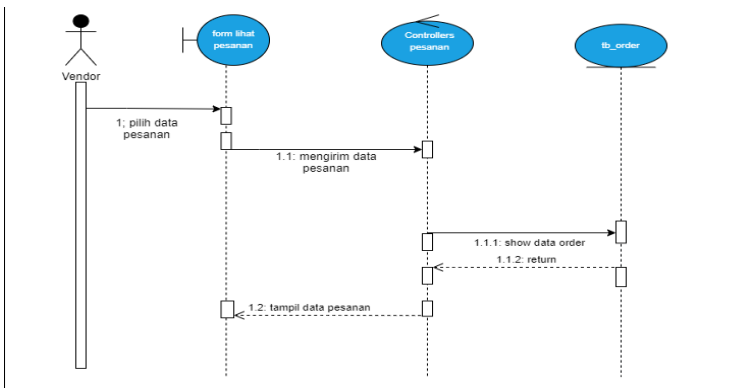 form lihat
pesanan
Controllers
pesanan
tb_order
Vendor
1; pilih data
pesanan
1.1: mengirim data
pesanan
1.1.1: show data order
1.1.2: return
1.2: tampil data pesanan